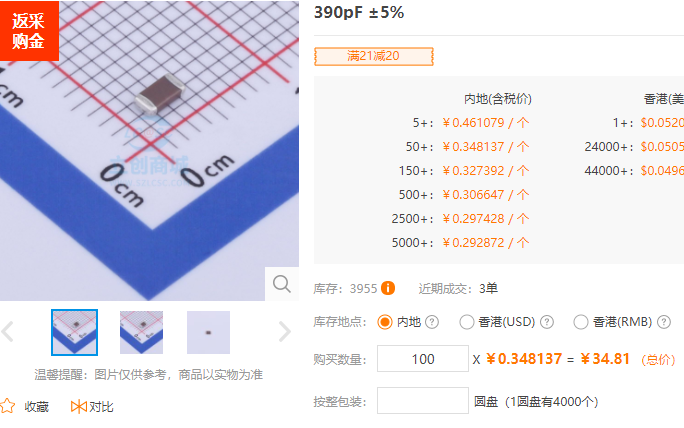 返采
购金
390pF ±5%
满21减20
内地(含税价)
香港(美
5+: ￥0.461079 / 个
1+: $0.0520
50+: ￥0.348137 / 个
24000+: $0.0505
150+: ￥0.327392 / 个
44000+: $0.0496
500+: ￥0.306647 / 个
2500+: ￥0.297428 / 个
5000+: ￥0.292872 / 个
cm
0cm
0cm
立创商城
库存: 3955
近期成交: 3单
库存地点: 内地 ? 香港(USD) ? 香港(RMB) ?
购买数量: 100 X ￥0.348137 = ￥34.81 (总价)
温馨提醒: 图片仅供参考，商品以实物为准
按整包装: 圆盘（1圆盘有4000个）
收藏 对比